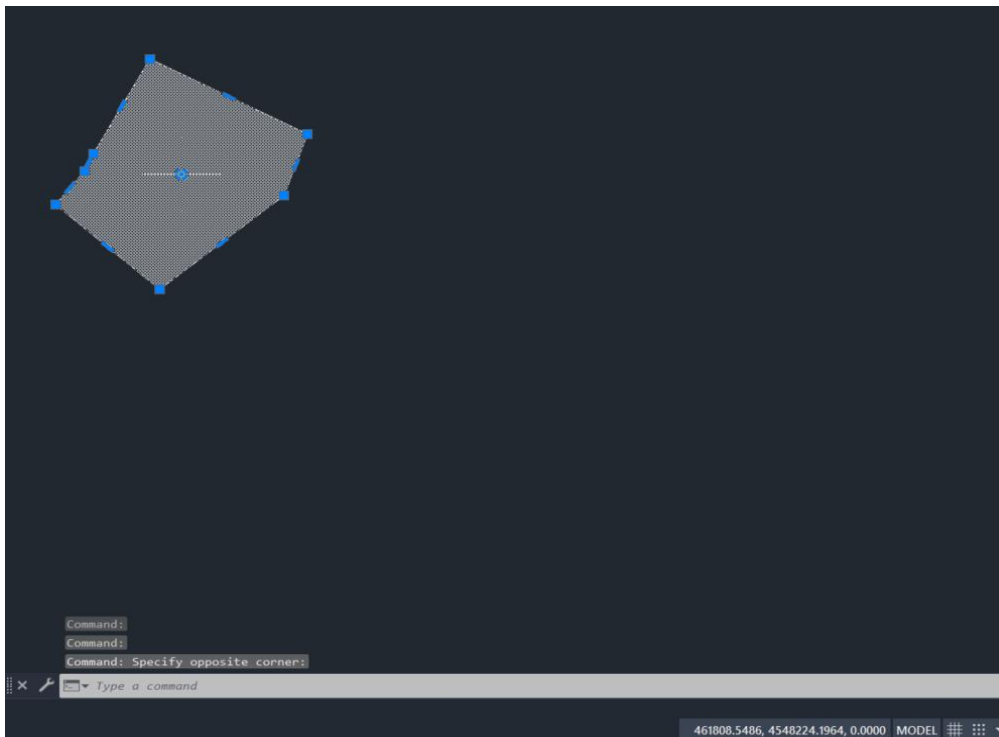 Command:
Command:
Command: Specify opposite corner:
Type a command
461808.5486, 4548224.1964, 0.0000 MODEL